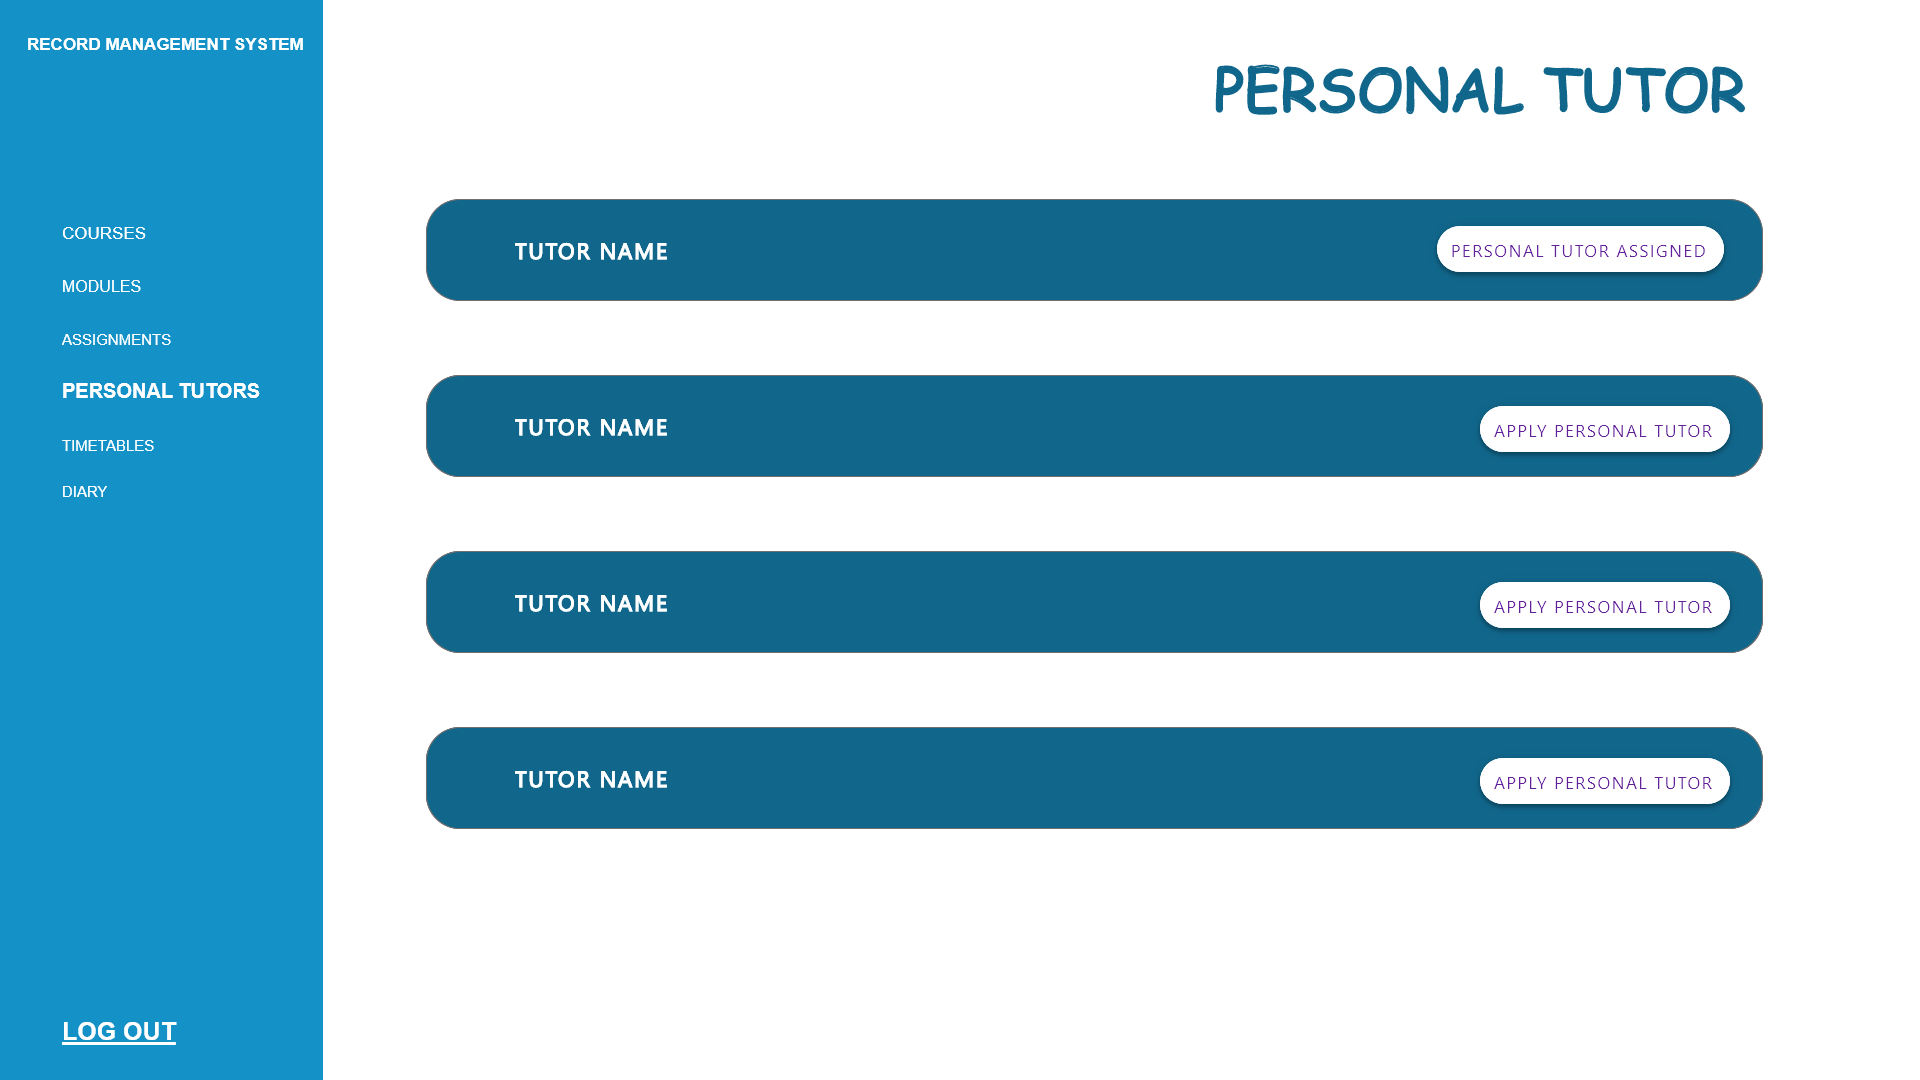 RECORD MANAGEMENT SYSTEM
COURSES
MODULES
ASSIGNMENTS
PERSONAL TUTORS
TIMETABLES
DIARY
LOG OUT
PERSONAL TUTOR
TUTOR NAME
PERSONAL TUTOR ASSIGNED
TUTOR NAME
APPLY PERSONAL TUTOR
TUTOR NAME
APPLY PERSONAL TUTOR
TUTOR NAME
APPLY PERSONAL TUTOR